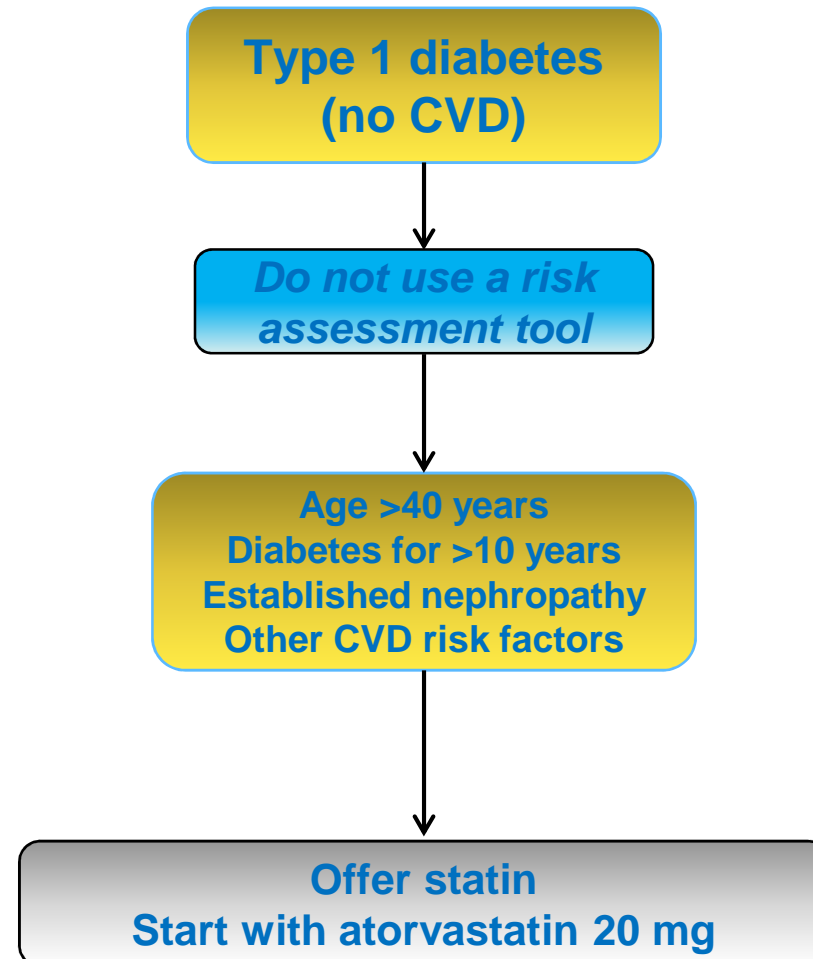 Type 1 diabetes
(no CVD)
Do not use a risk
assessment tool
Age >40 years
Diabetes for >10 years
Established nephropathy
Other CVD risk factors
Offer statin
Start with atorvastatin 20 mg